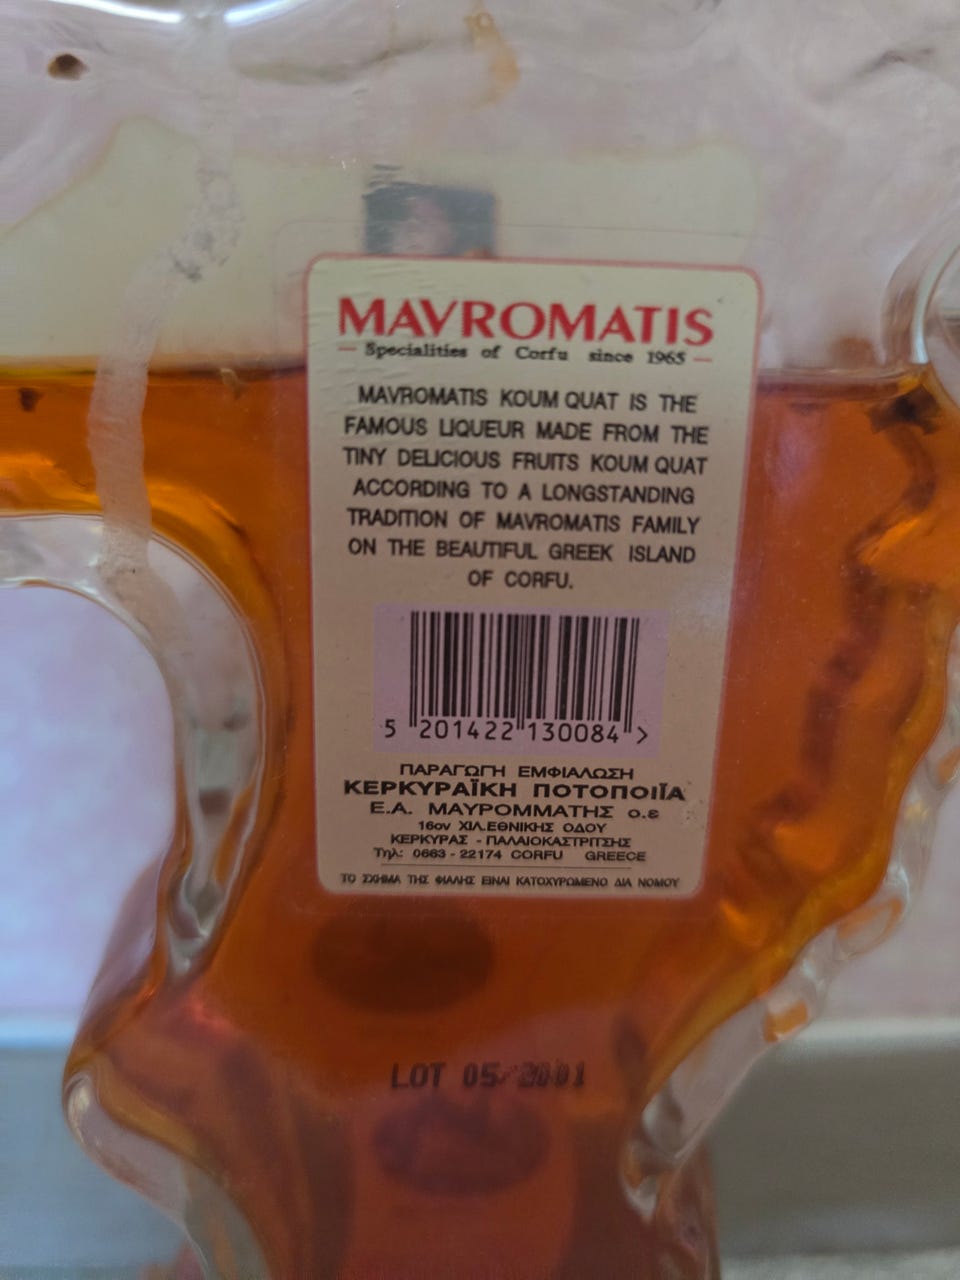 MAVROMATIS
Specialities of Corfu since 1965
MAVROMATIS KOUM QUAT IS THE
FAMOUS LIQUEUR MADE FROM THE
TINY DELICIOUS FRUITS KOUM QUAT
ACCORDING TO A LONGSTANDING
TRADITION OF MAVROMATIS FAMILY
ON THE BEAUTIFUL GREEK ISLAND
OF CORFU.
5 201422 130084 >
ΠΑΡΑΓΩΓΗ ΕΜΦΙΑΛΩΣΗ
ΚΕΡΚΥΡΑΪΚΗ ΠΟΤΟΠΟΙΪΑ
Ε.Α. ΜΑΥΡΟΜΜΑΤΗΣ ο.ε
16ον ΧΙΛ.ΕΘΝΙΚΗΣ ΟΔΟΥ
ΚΕΡΚΥΡΑΣ - ΠΑΛΑΙΟΚΑΣΤΡΙΤΣΗΣ
Τηλ: 0663 - 22174 CORFU GREECE
ΤΟ ΣΧΗΜΑ ΤΗΣ ΦΙΑΛΗΣ ΕΙΝΑΙ ΚΑΤΟΧΥΡΩΜΕΝΟ ΔΙΑ ΝΟΜΟΥ
LOT 05/2001